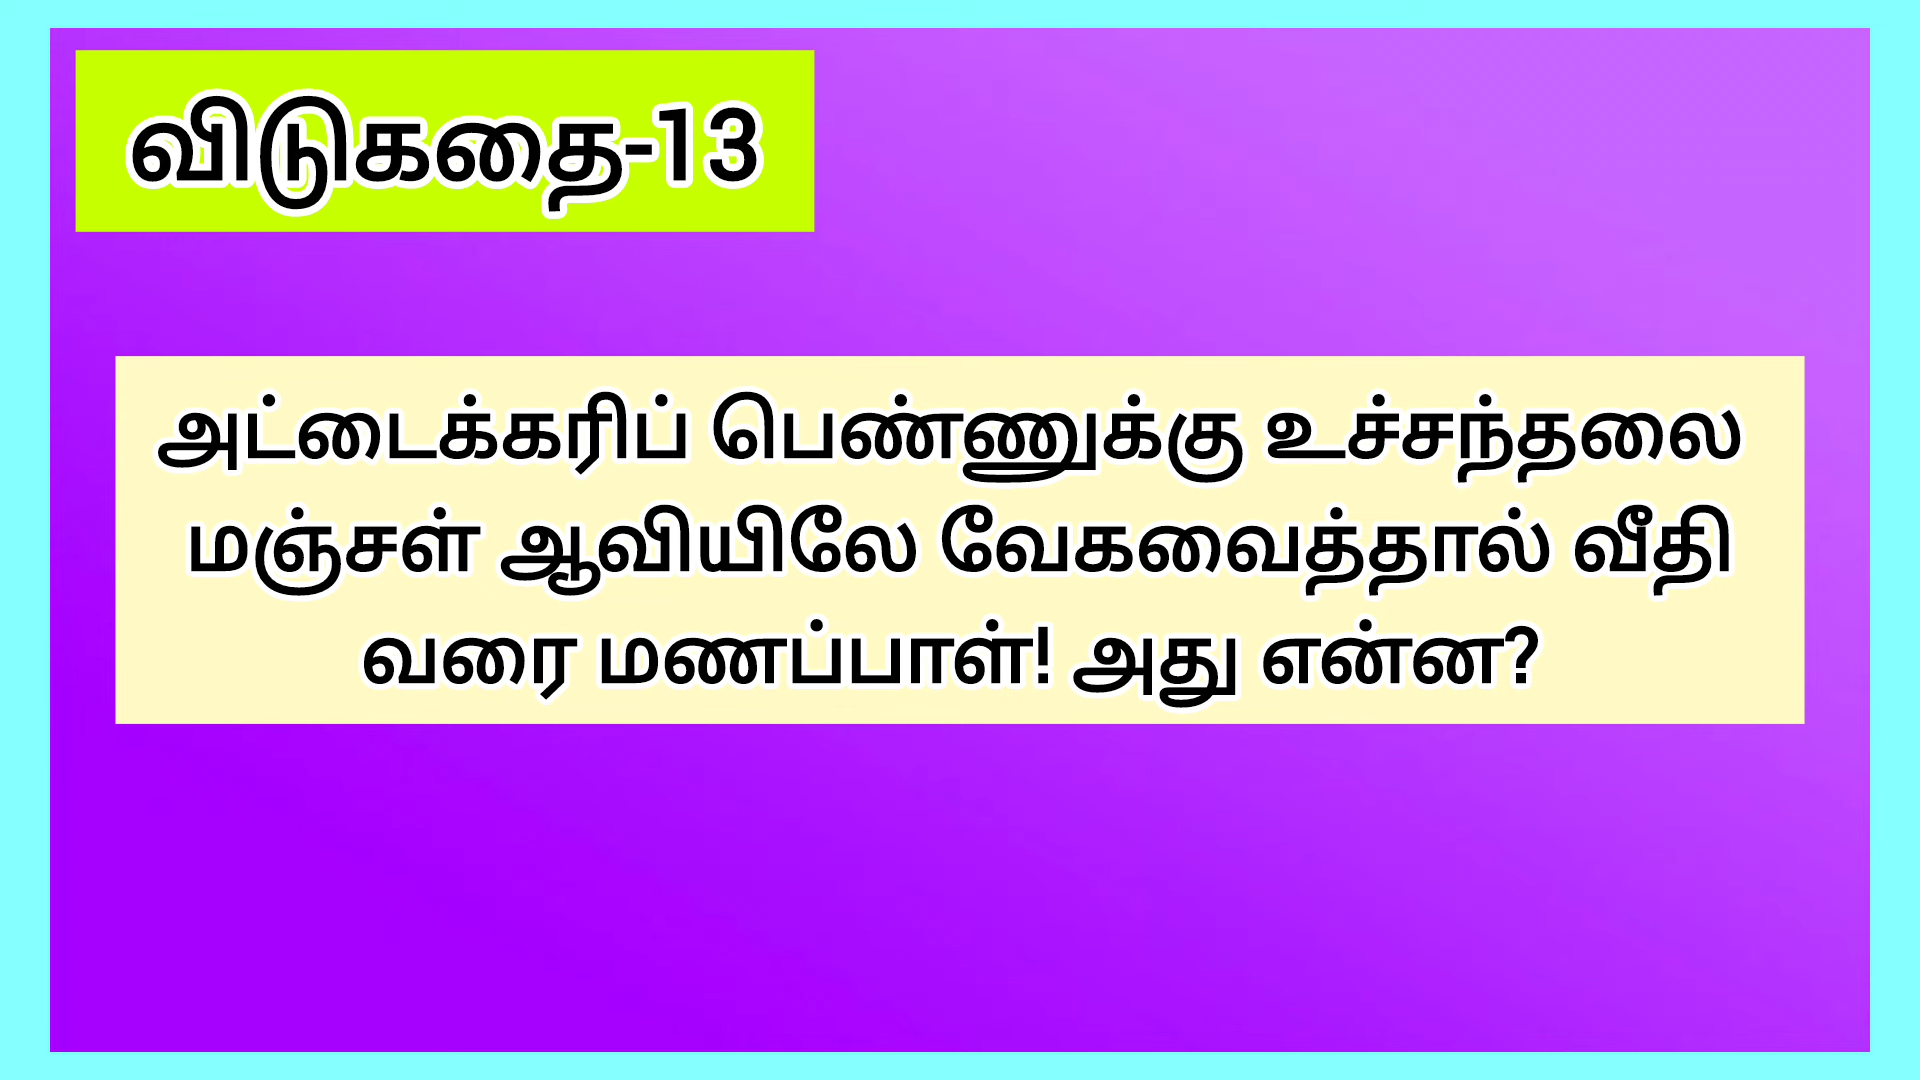 விடுகதை-13
அட்டைக்கரிப் பெண்ணுக்கு உச்சந்தலை
மஞ்சள் ஆவியிலே வேகவைத்தால் வீதி
வரை மணப்பாள்! அது என்ன?